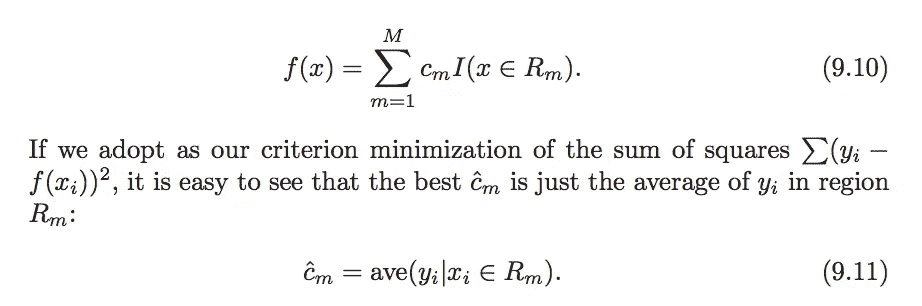 f(x) = \sum_{m=1}^{M} c_m I(x ∈ R_m). (9.10)
If we adopt as our criterion minimization of the sum of squares ∑(y_i −
f(x_i))², it is easy to see that the best ĉ_m is just the average of y_i in region
R_m:
ĉ_m = ave(y_i|x_i ∈ R_m). (9.11)